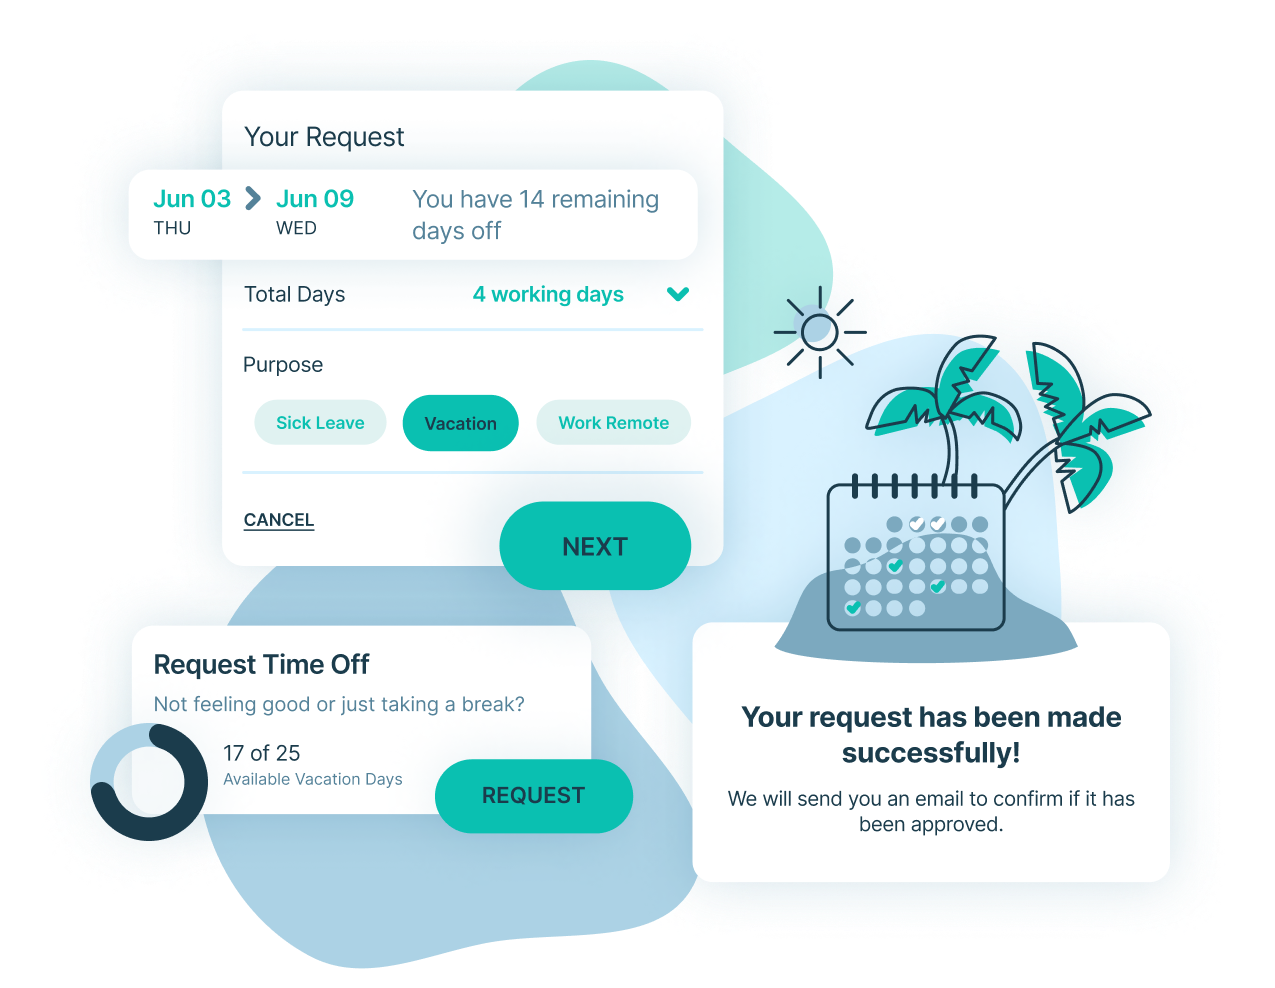 Your Request
Jun 03 Jun 09
THU WED
You have 14 remaining
days off
Total Days 4 working days
Purpose
Sick Leave Vacation Work Remote
CANCEL
NEXT
Request Time Off
Not feeling good or just taking a break?
17 of 25
Available Vacation Days
REQUEST
Your request has been made
successfully!
We will send you an email to confirm if it has
been approved.